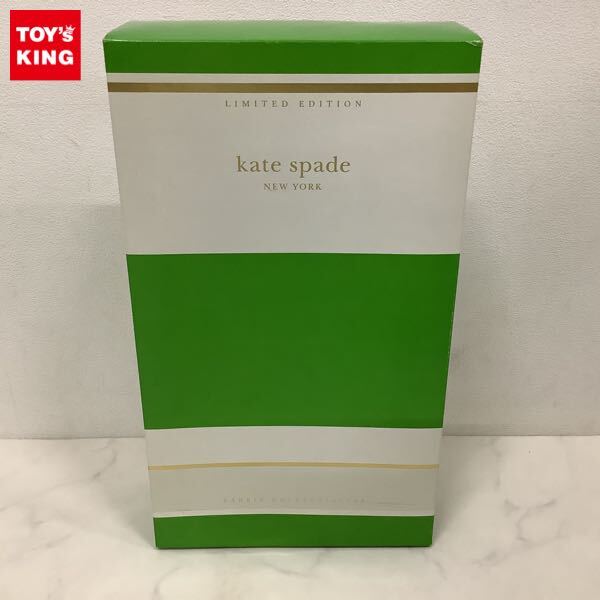 TOY'S
KING
LIMITED EDITION
kate spade
NEW YORK